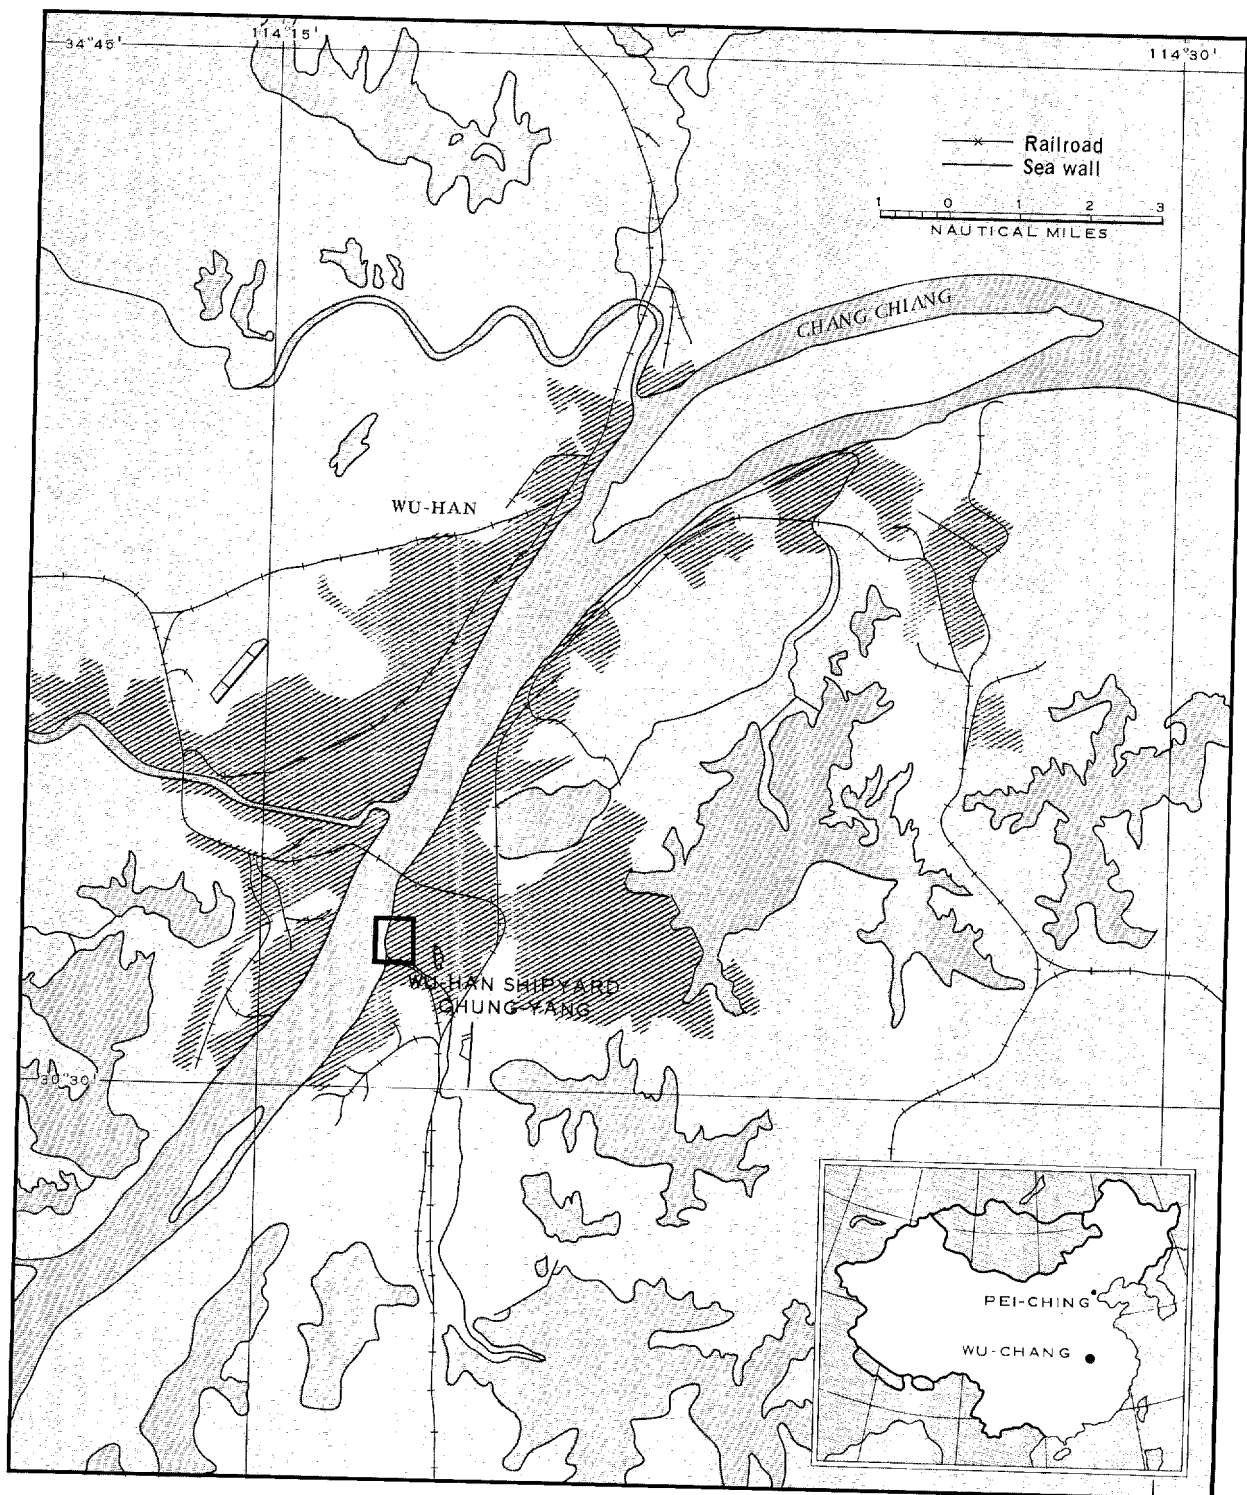 34°45'
114°15'
114°30'
Railroad
Sea wall
1 0 1 2 3
NAUTICAL MILES
CHANG CHIANG
WU-HAN
WU-HAN SHIPYARD
CHUNG-YANG
30°30'
PEI-CHING
WU-CHANG